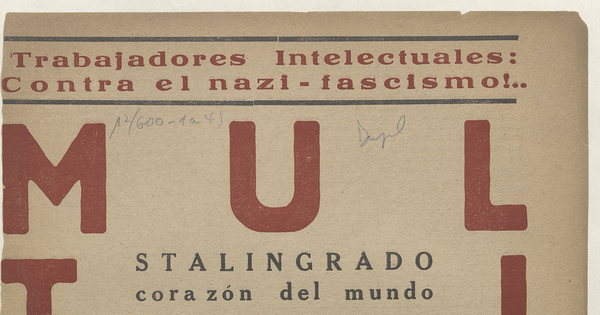 Trabajadores Intelectuales:
Contra el nazi-fascismo!..
MUL
STALINGRADO
corazón del mundo
T I